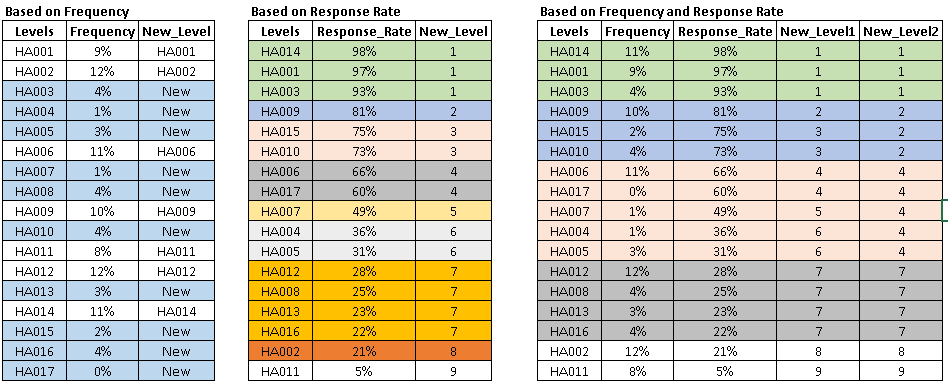 Based on Frequency
Levels Frequency New_Level
HA001 9% HA001
HA002 12% HA002
HA003 4% New
HA004 1% New
HA005 3% New
HA006 11% HA006
HA007 1% New
HA008 4% New
HA009 10% HA009
HA010 4% New
HA011 8% HA011
HA012 12% HA012
HA013 3% New
HA014 11% HA014
HA015 2% New
HA016 4% New
HA017 0% New
Based on Response Rate
Levels Response_Rate New_Level
HA014 98% 1
HA001 97% 1
HA003 93% 1
HA009 81% 2
HA015 75% 3
HA010 73% 3
HA006 66% 4
HA017 60% 4
HA007 49% 5
HA004 36% 6
HA005 31% 6
HA012 28% 7
HA008 25% 7
HA013 23% 7
HA016 22% 7
HA002 21% 8
HA011 5% 9
Based on Frequency and Response Rate
Levels Frequency Response_Rate New_Level1 New_Level2
HA014 11% 98% 1 1
HA001 9% 97% 1 1
HA003 4% 93% 1 1
HA009 10% 81% 2 2
HA015 2% 75% 3 2
HA010 4% 73% 3 2
HA006 11% 66% 4 4
HA017 0% 60% 4 4
HA007 1% 49% 5 4
HA004 1% 36% 6 4
HA005 3% 31% 6 4
HA012 12% 28% 7 7
HA008 4% 25% 7 7
HA013 3% 23% 7 7
HA016 4% 22% 7 7
HA002 12% 21% 8 8
HA011 8% 5% 9 9